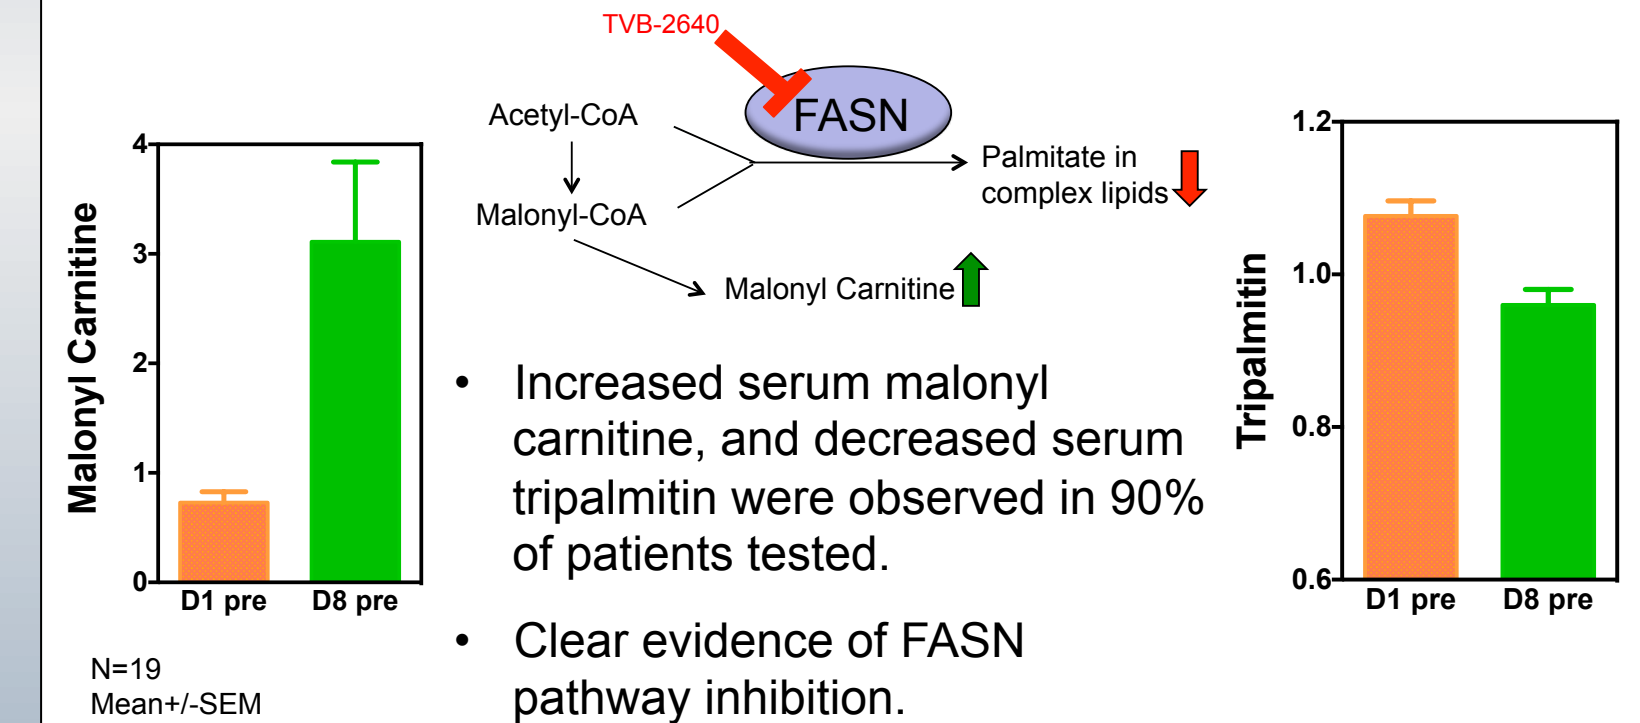 TVB-2640
FASN
Acetyl-CoA
Malonyl-CoA
Palmitate in
complex lipids
Malonyl Carnitine
Malonyl Carnitine
4
3
2
1
0
D1 pre
D8 pre
N=19
Mean+/-SEM
• Increased serum malonyl
carnitine, and decreased serum
tripalmitin were observed in 90%
of patients tested.
• Clear evidence of FASN
pathway inhibition.
Tripalmitin
1.2
1.0
0.8
0.6
D1 pre
D8 pre